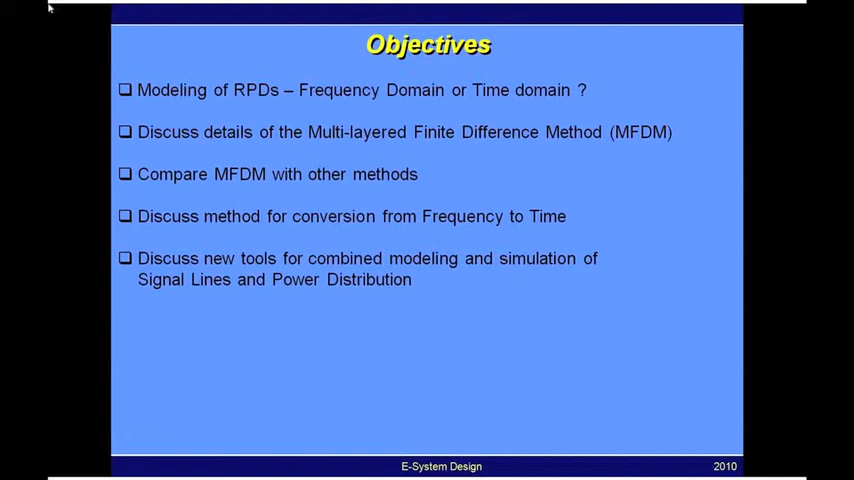 Objectives
❑ Modeling of RPDs – Frequency Domain or Time domain ?
❑ Discuss details of the Multi-layered Finite Difference Method (MFDM)
❑ Compare MFDM with other methods
❑ Discuss method for conversion from Frequency to Time
❑ Discuss new tools for combined modeling and simulation of
Signal Lines and Power Distribution
E-System Design
2010